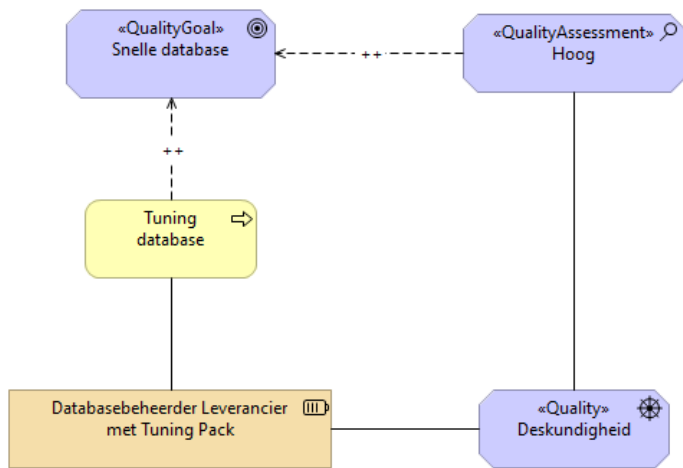 «QualityGoal»
Snelle database
«QualityAssessment»
Hoog
++
++
Tuning
database
Databasebeheerder Leverancier
met Tuning Pack
«Quality»
Deskundigheid